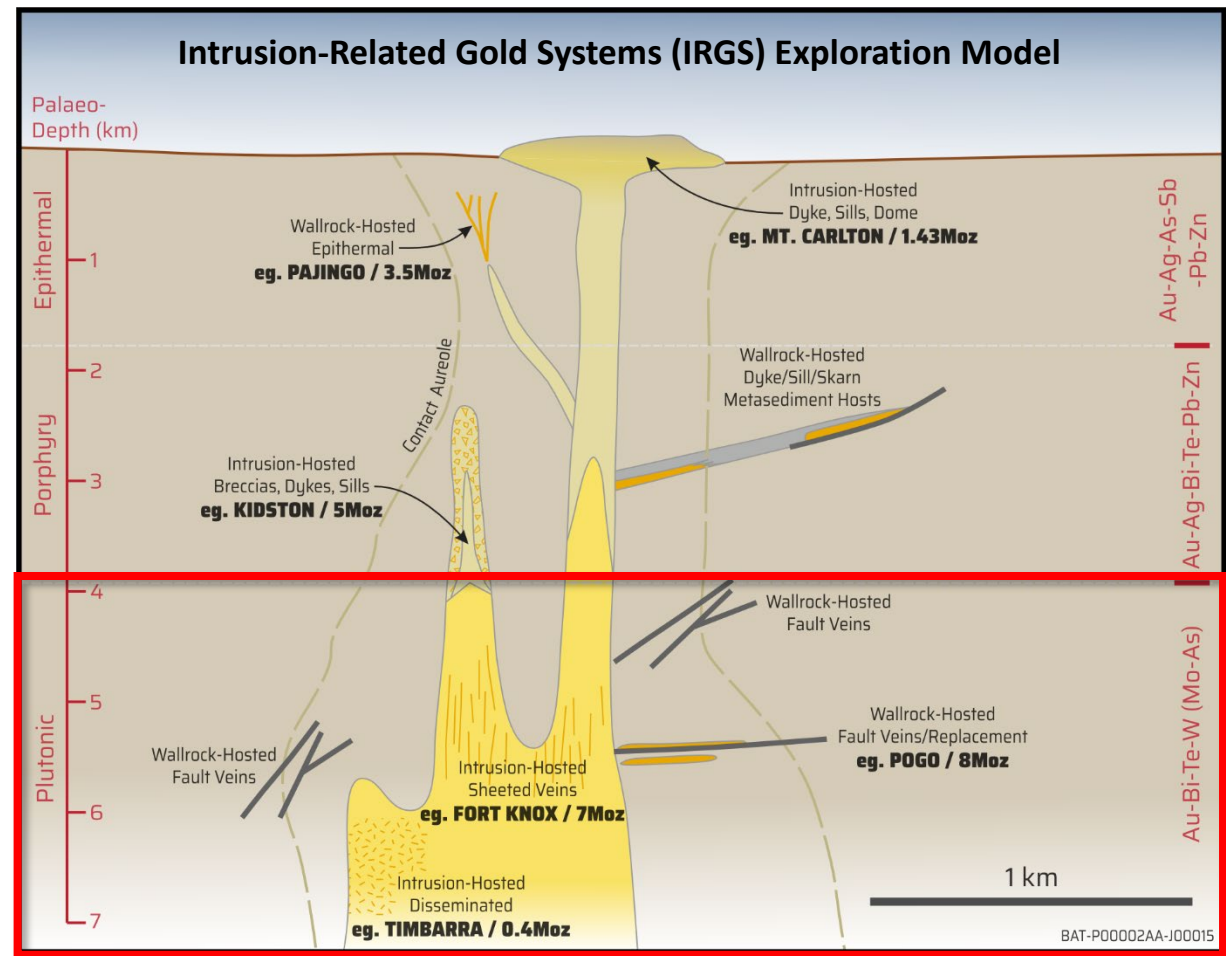 Intrusion-Related Gold Systems (IRGS) Exploration Model
Palaeo-
Depth (km)
Epithermal
Porphyry
Plutonic
1
2
3
4
5
6
7
Wallrock-Hosted
Epithermal
eg. PAJINGO / 3.5Moz
Intrusion-Hosted
Dyke, Sills, Dome
eg. MT. CARLTON / 1.43Moz
Contact Aureole
Wallrock-Hosted
Dyke/Sill/Skarn
Metasediment Hosts
Intrusion-Hosted
Breccias, Dykes, Sills
eg. KIDSTON / 5Moz
Wallrock-Hosted
Fault Veins
Wallrock-Hosted
Fault Veins
Wallrock-Hosted
Fault Veins/Replacement
eg. POGO / 8Moz
Intrusion-Hosted
Sheeted Veins
eg. FORT KNOX / 7Moz
Intrusion-Hosted
Disseminated
eg. TIMBARRA / 0.4Moz
Au-Ag-As-Sb
-Pb-Zn
Au-Ag-Bi-Te-Pb-Zn
Au-Bi-Te-W (Mo-As)
1 km
BAT-P00002AA-J00015